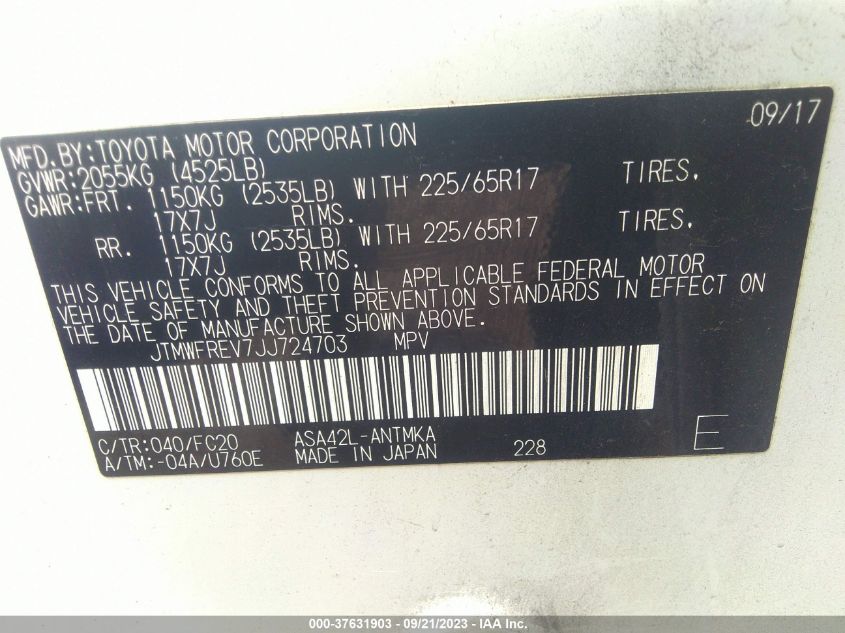 09/17
MFD.BY:TOYOTA MOTOR CORPORATION
GVWR:2055KG (4525LB)
GAWR:FRT. 1150KG (2535LB) WITH 225/65R17 TIRES.
17X7J RIMS.
RR. 1150KG (2535LB) WITH 225/65R17 TIRES.
17X7J RIMS.
THIS VEHICLE CONFORMS TO ALL APPLICABLE FEDERAL MOTOR
VEHICLE SAFETY AND THEFT PREVENTION STANDARDS IN EFFECT ON
THE DATE OF MANUFACTURE SHOWN ABOVE.
JTMWFREV7JJ724703 MPV
C/TR:040/FC20 ASA42L-ANTMKA
A/TM:-04A/U760E MADE IN JAPAN 228 E
000-37631903 - 09/21/2023 - IAA Inc.